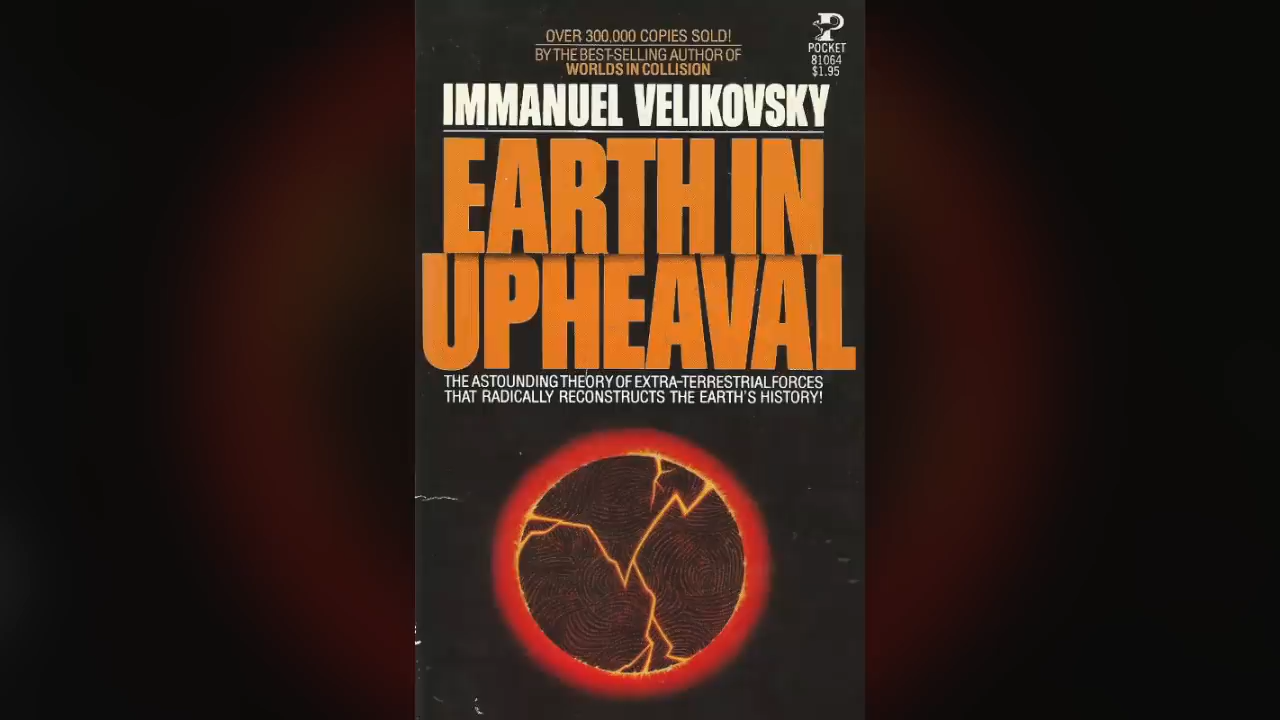 OVER 300,000 COPIES SOLD!
BY THE BEST-SELLING AUTHOR OF
WORLDS IN COLLISION
P
POCKET
81064
$1.95
IMMANUEL VELIKOVSKY
EARTH IN
UPHEAVAL
THE ASTOUNDING THEORY OF EXTRA-TERRESTRIAL FORCES
THAT RADICALLY RECONSTRUCTS THE EARTH'S HISTORY!